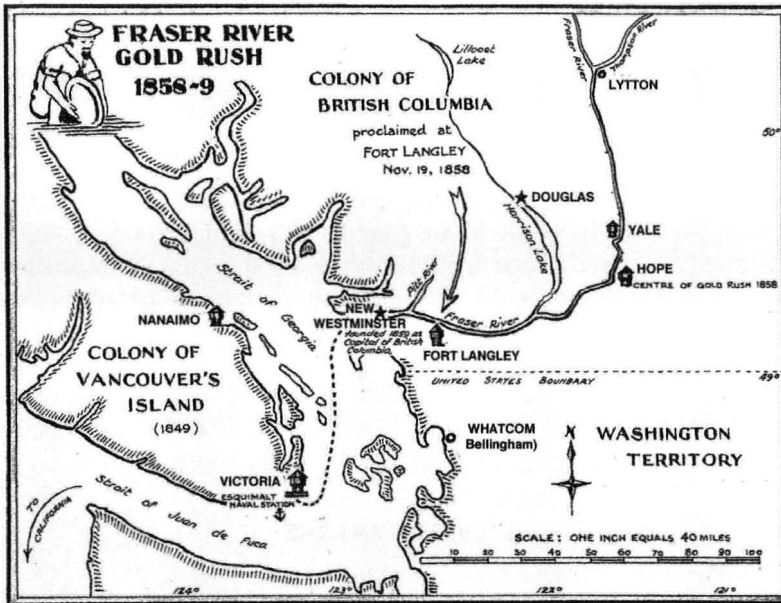 FRASER RIVER
GOLD RUSH
1858-9
COLONY OF
BRITISH COLUMBIA
proclaimed at
FORT LANGLEY
Nov. 19, 1858
Lillooet
Lake
Fraser River
Thompson River
LYTTON
50°
DOUGLAS
Harrison Lake
YALE
HOPE
CENTRE OF GOLD RUSH 1858
Pitt River
Strait of Georgia
NANAIMO
NEW
WESTMINSTER
founded 1859 as
Capital of British
Columbia
Fraser River
FORT LANGLEY
COLONY OF
VANCOUVER'S
ISLAND
(1849)
UNITED STATES BOUNDARY
49°
WHATCOM
Bellingham)
N
WASHINGTON
TERRITORY
VICTORIA
ESQUIMALT
NAVAL STATION
TO
CALIFORNIA
Strait of Juan de Fuca
SCALE: ONE INCH EQUALS 40 MILES
10 20 30 40 50 60 70 80 90 100
124° 123° 122° 121°